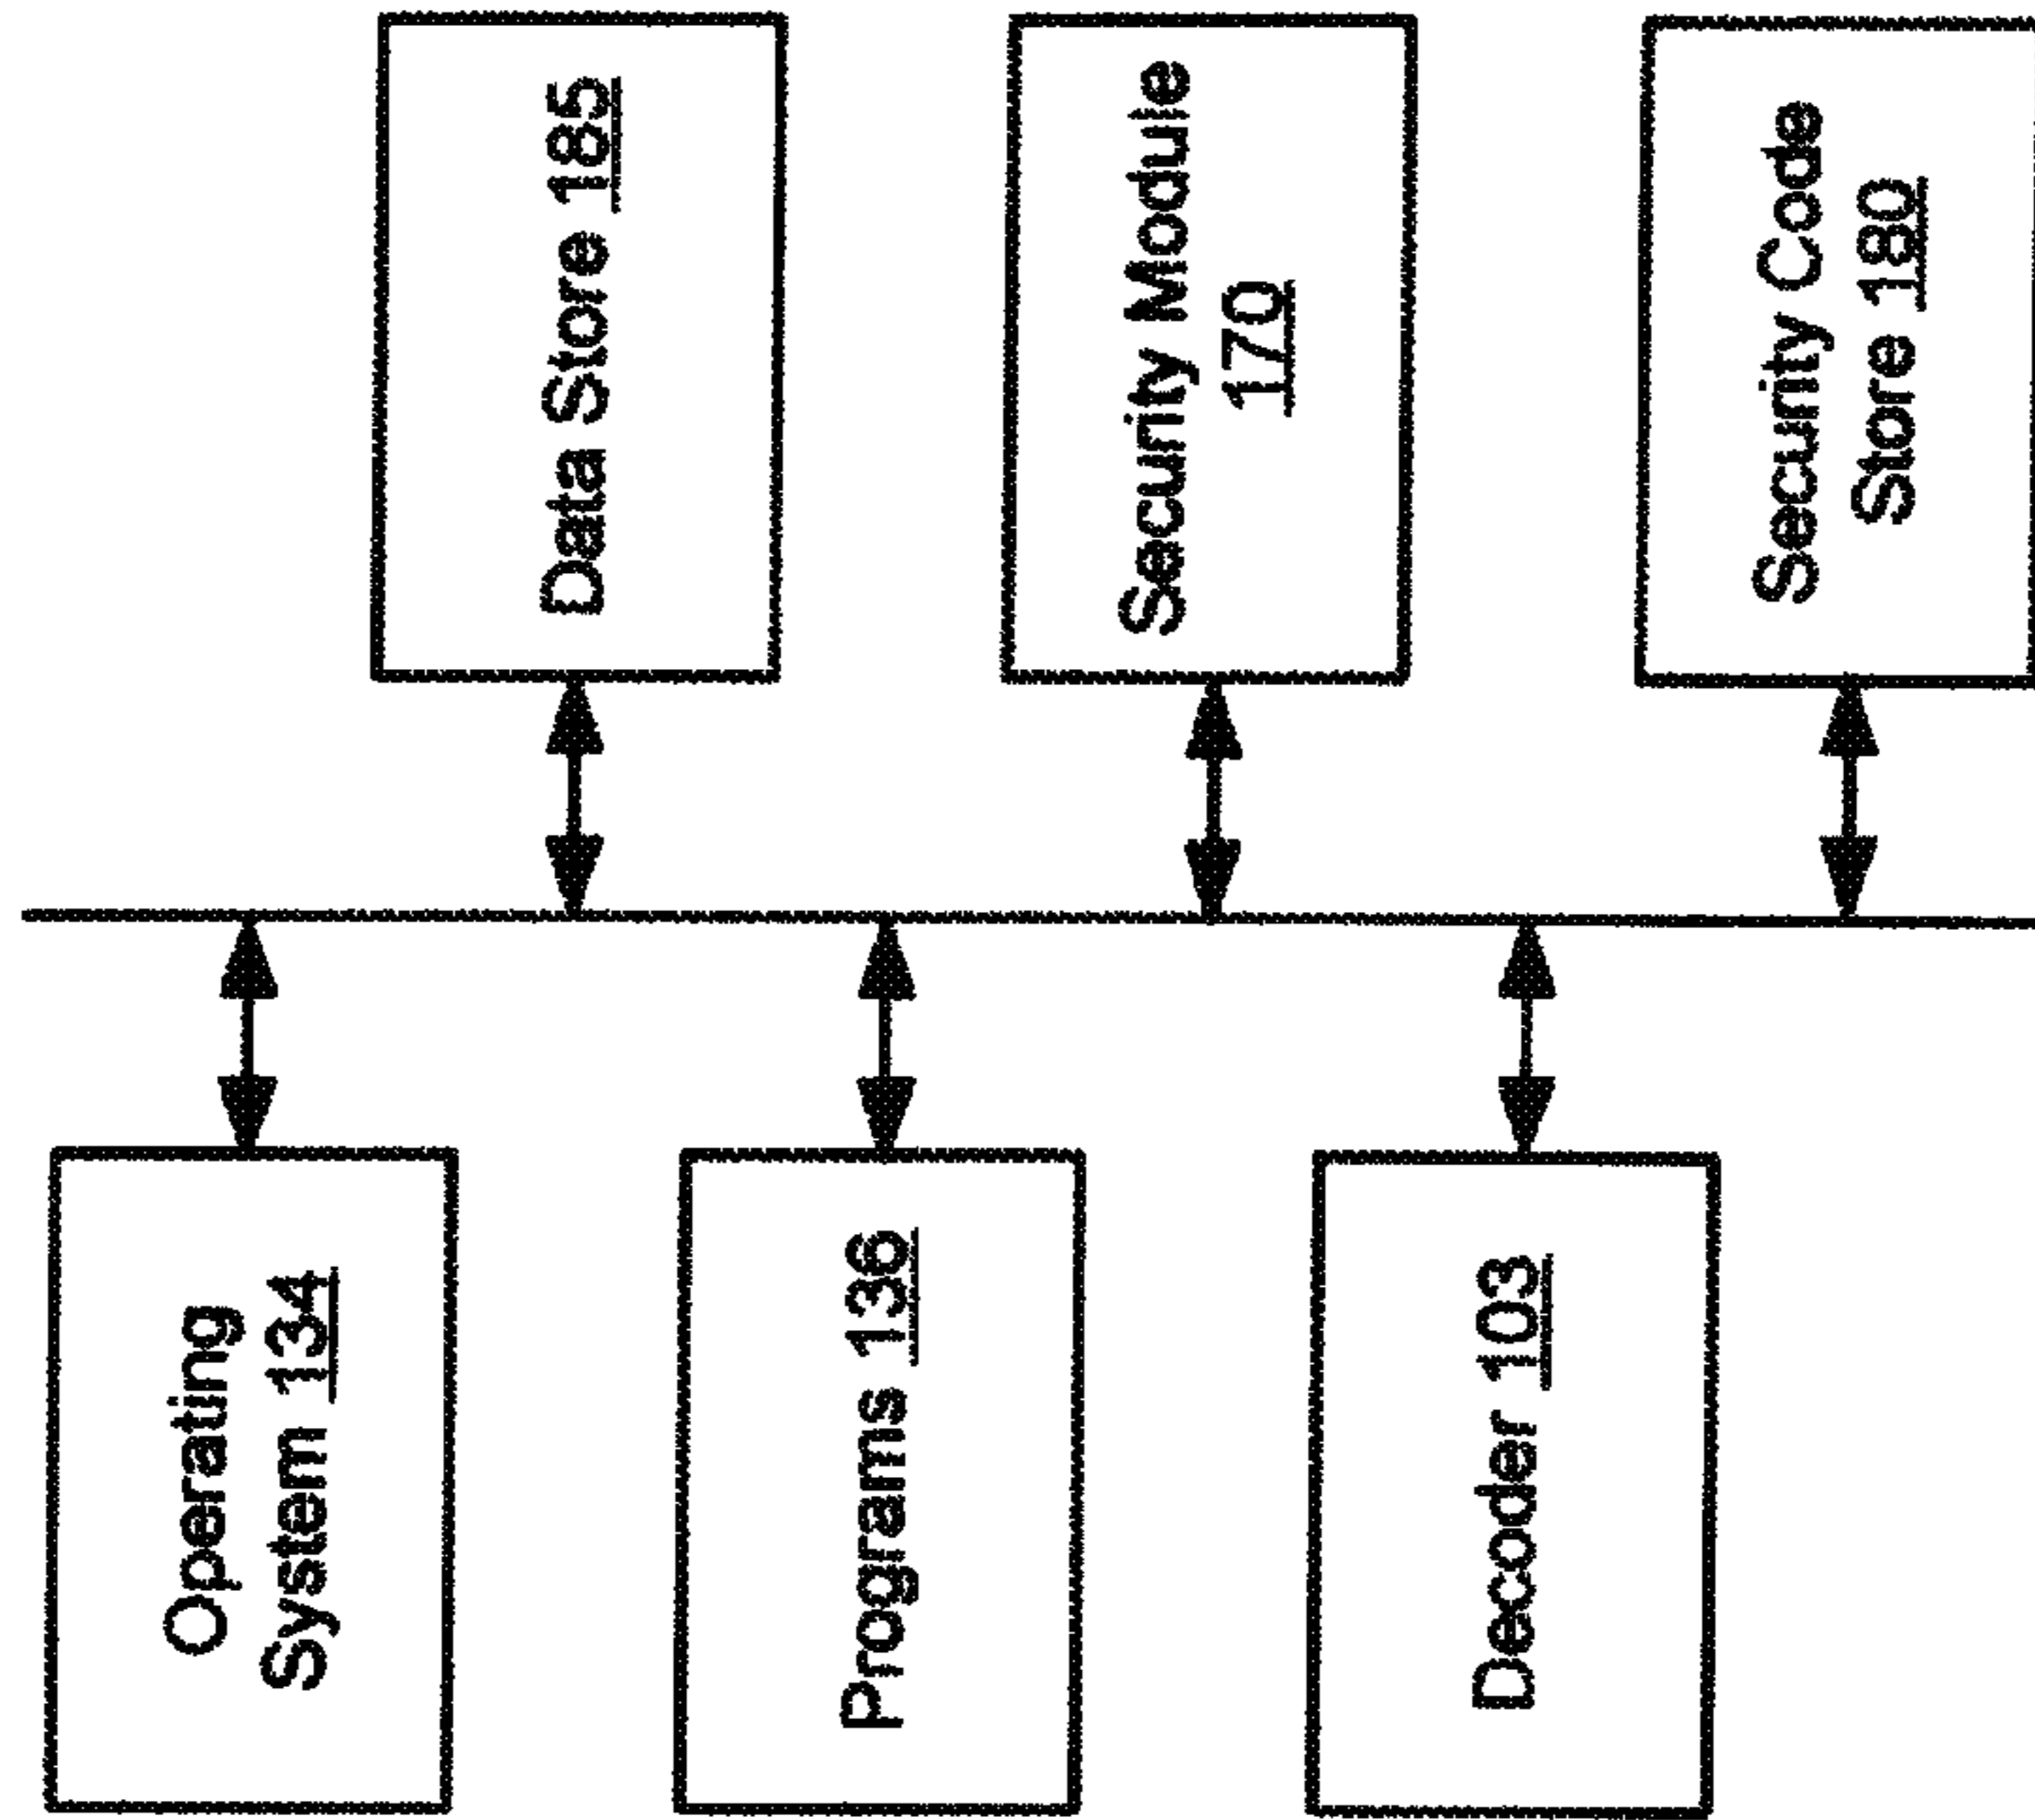 Operating
System 134
Data Store 185
Programs 136
Security Module
170
Decoder 103
Security Code
Store 180